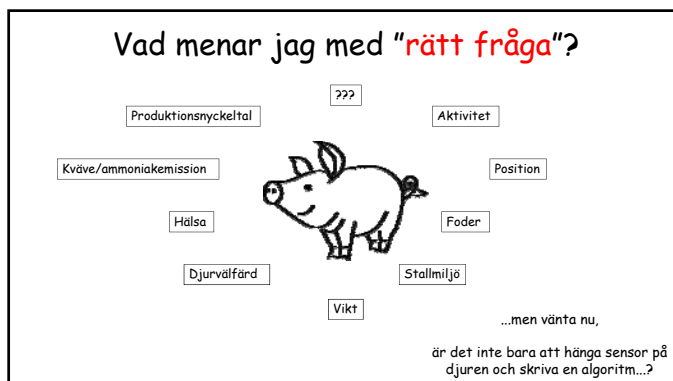 Vad menar jag med ”rätt fråga”?
???
Produktionsnyckeltal
Aktivitet
Kväve/ammoniakemission
Position
Hälsa
Foder
Djurvälfärd
Stallmiljö
Vikt
...men vänta nu,
är det inte bara att hänga sensor på
djuren och skriva en algoritm...?